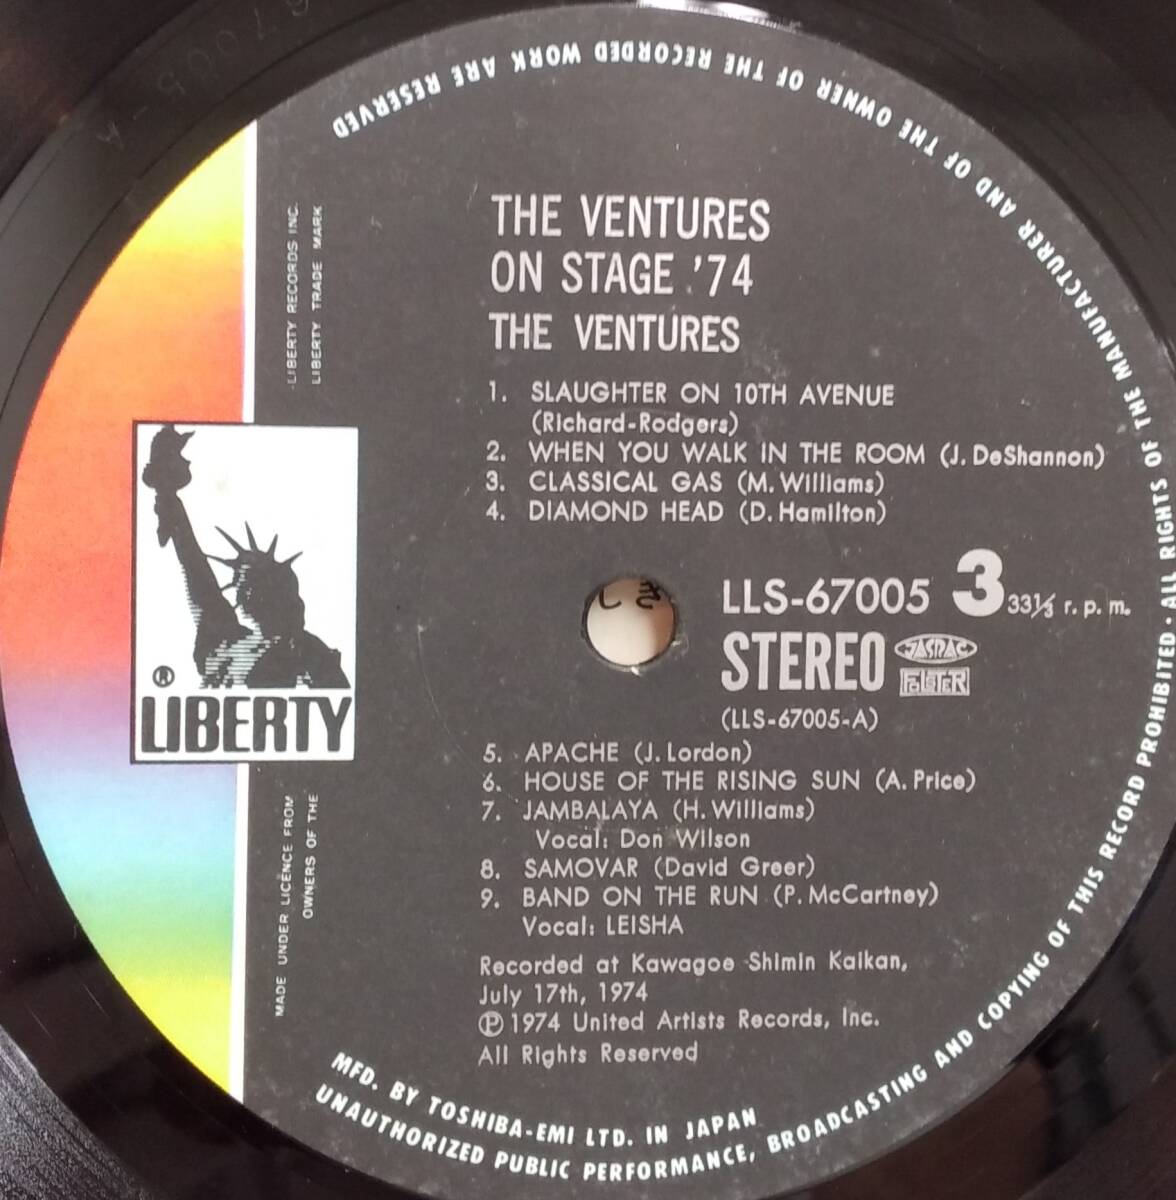 THE VENTURES
ON STAGE '74
THE VENTURES
1. SLAUGHTER ON 10TH AVENUE
(Richard-Rodgers)
2. WHEN YOU WALK IN THE ROOM (J. DeShannon)
3. CLASSICAL GAS (M. Williams)
4. DIAMOND HEAD (D. Hamilton)
LLS-67005 3 33⅓ r. p. m.
STEREO JASRAC
(LLS-67005-A)
5. APACHE (J. Lordon)
6. HOUSE OF THE RISING SUN (A. Price)
7. JAMBALAYA (H. Williams)
Vocal: Don Wilson
8. SAMOVAR (David Greer)
9. BAND ON THE RUN (P. McCartney)
Vocal: LEISHA
Recorded at Kawagoe Shimin Kaikan,
July 17th, 1974
Ⓟ 1974 United Artists Records, Inc.
All Rights Reserved
® LIBERTY
LIBERTY RECORDS INC.
LIBERTY TRADE MARK
MADE UNDER LICENCE FROM
OWNERS OF THE
MFD. BY TOSHIBA-EMI LTD. IN JAPAN
UNAUTHORIZED PUBLIC PERFORMANCE, BROADCASTING AND COPYING OF THIS RECORD PROHIBITED • ALL RIGHTS OF THE MANUFACTURER AND OF THE OWNER OF THE RECORDED WORK ARE RESERVED
しき